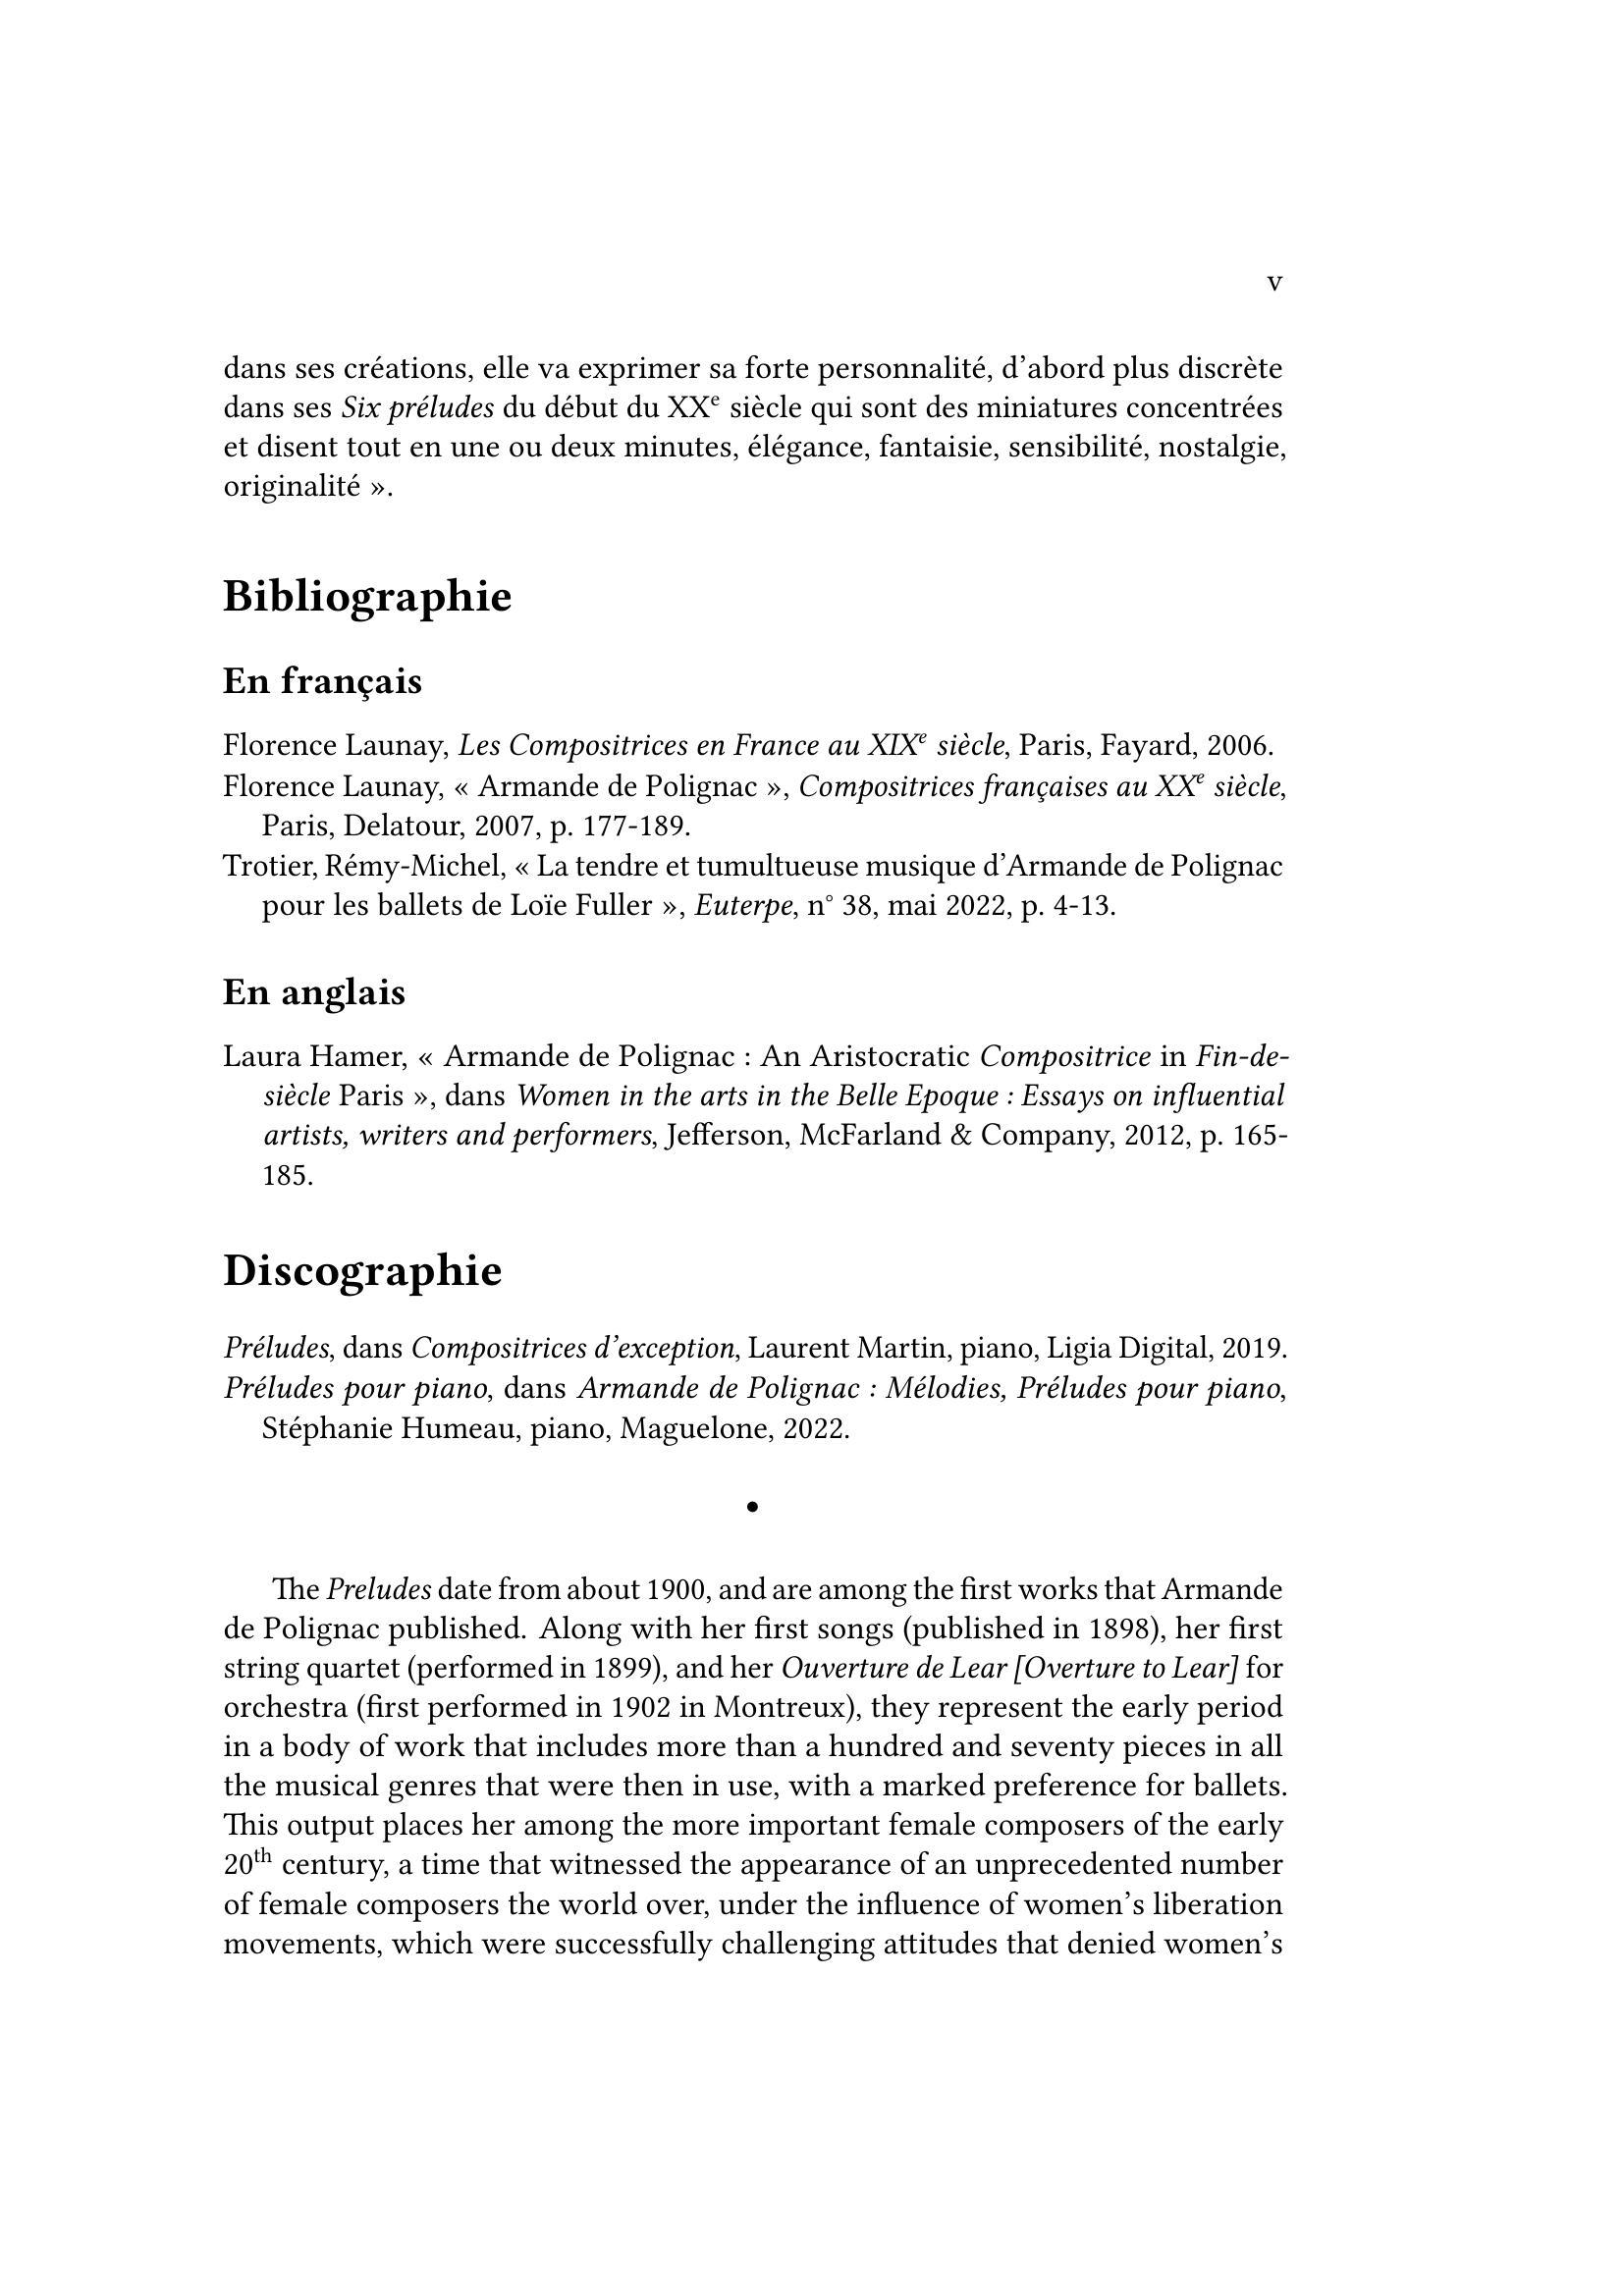 v
dans ses créations, elle va exprimer sa forte personnalité, d’abord plus discrète
dans ses Six préludes du début du XXe siècle qui sont des miniatures concentrées
et disent tout en une ou deux minutes, élégance, fantaisie, sensibilité, nostalgie,
originalité ».
Bibliographie
En français
Florence Launay, Les Compositrices en France au XIXe siècle, Paris, Fayard, 2006.
Florence Launay, « Armande de Polignac », Compositrices françaises au XXe siècle,
Paris, Delatour, 2007, p. 177-189.
Trotier, Rémy-Michel, « La tendre et tumultueuse musique d’Armande de Polignac
pour les ballets de Loïe Fuller », Euterpe, n° 38, mai 2022, p. 4-13.
En anglais
Laura Hamer, « Armande de Polignac : An Aristocratic Compositrice in Fin-de-
siècle Paris », dans Women in the arts in the Belle Epoque : Essays on influential
artists, writers and performers, Jefferson, McFarland & Company, 2012, p. 165-
185.
Discographie
Préludes, dans Compositrices d’exception, Laurent Martin, piano, Ligia Digital, 2019.
Préludes pour piano, dans Armande de Polignac : Mélodies, Préludes pour piano,
Stéphanie Humeau, piano, Maguelone, 2022.
•
The Preludes date from about 1900, and are among the first works that Armande
de Polignac published. Along with her first songs (published in 1898), her first
string quartet (performed in 1899), and her Ouverture de Lear [Overture to Lear] for
orchestra (first performed in 1902 in Montreux), they represent the early period
in a body of work that includes more than a hundred and seventy pieces in all
the musical genres that were then in use, with a marked preference for ballets.
This output places her among the more important female composers of the early
20th century, a time that witnessed the appearance of an unprecedented number
of female composers the world over, under the influence of women’s liberation
movements, which were successfully challenging attitudes that denied women’s